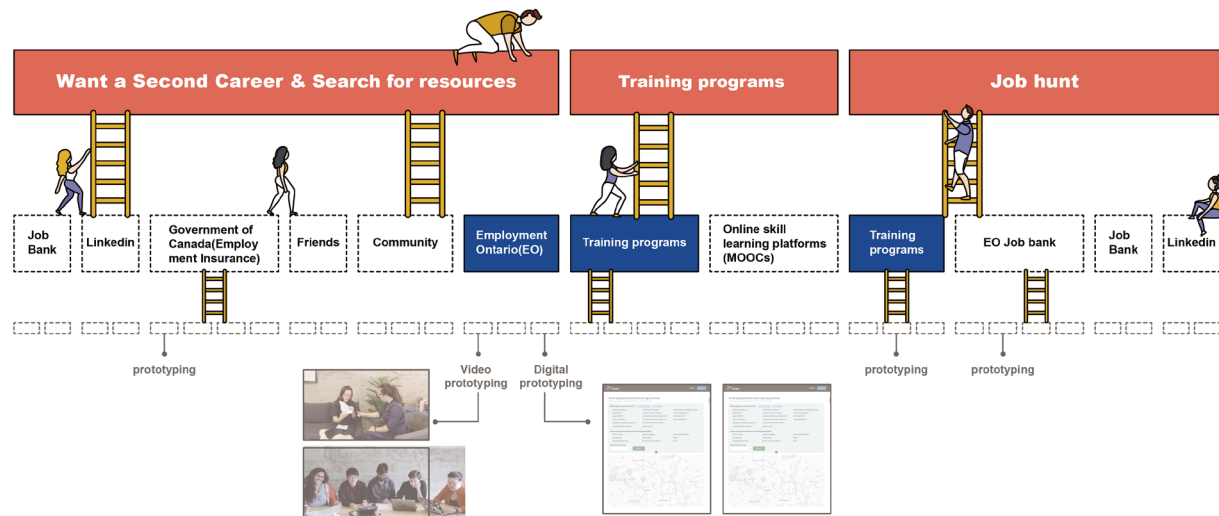 Want a Second Career & Search for resources
Training programs
Job hunt
Job
Bank
Linkedin
Government of
Canada(Employ
ment Insurance)
Friends
Community
Employment
Ontario(EO)
Training programs
Online skill
learning platforms
(MOOCs)
Training
programs
EO Job bank
Job
Bank
Linkedin
prototyping
Video
prototyping
Digital
prototyping
prototyping
prototyping